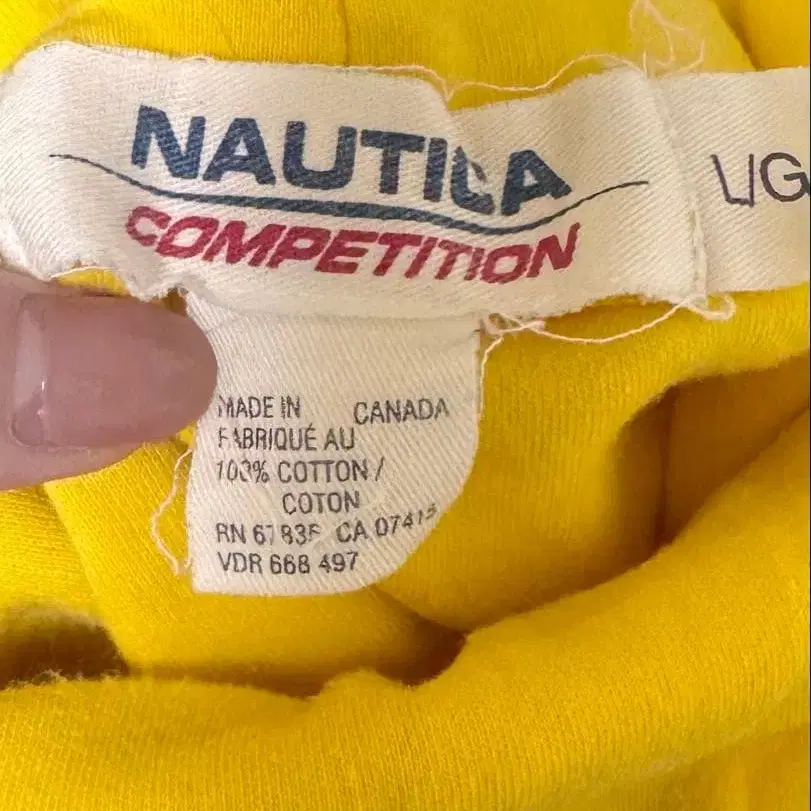 NAUTICA
COMPETITION
L/G
MADE IN CANADA
FABRIQUÉ AU
100% COTTON /
COTON
RN 67835 CA 07415
VDR 668 497